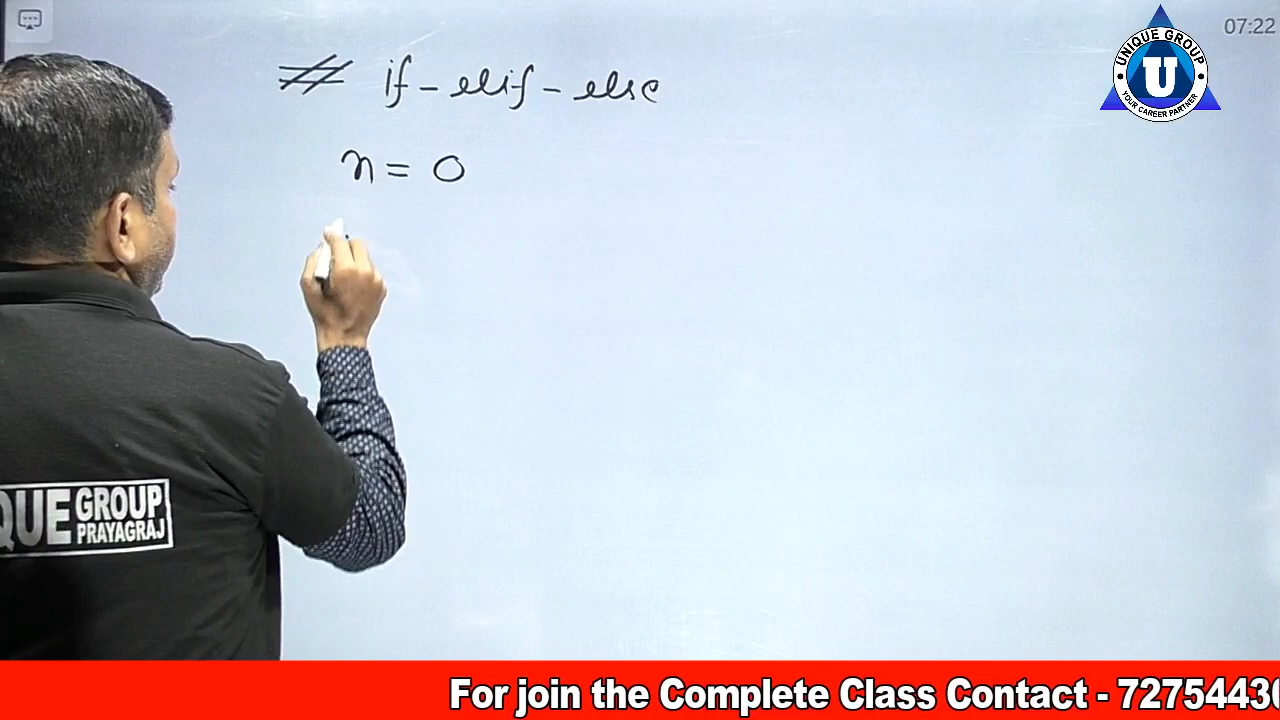 07:22
UNIQUE GROUP
U
YOUR CAREER PARTNER
# if - elif - else
n = 0
QUE GROUP
PRAYAGRAJ
For join the Complete Class Contact - 7275443